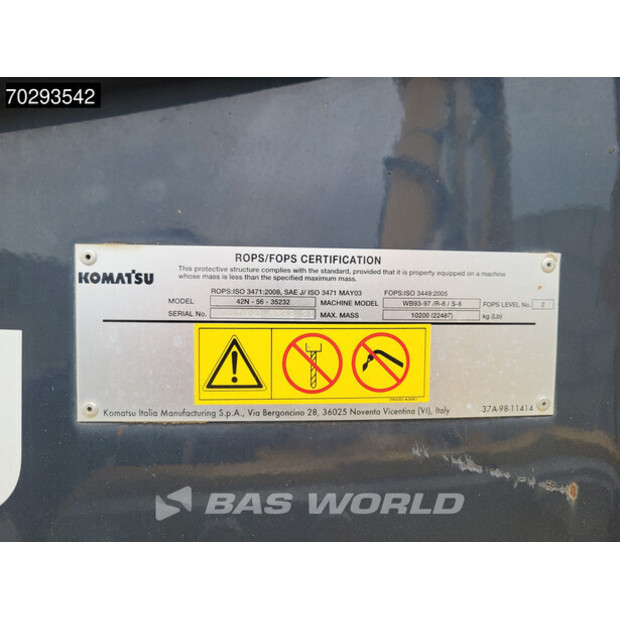 70293542
ROPS/FOPS CERTIFICATION
This protective structure complies with the standard, provided that it is property equipped on a machine
whose mass is less than the specified maximum mass.
KOMATSU
ROPS:ISO 3471:2008, SAE J/ ISO 3471 MAY03 FOPS:ISO 3449:2005
MODEL 42N - 56 - 35232 MACHINE MODEL WB93-97 /R-8 / S-8 FOPS LEVEL No. 2
SERIAL No. MAX. MASS 10200 (22487) kg (Lb)
Komatsu Italia Manufacturing S.p.A., Via Bergoncino 28, 36025 Noventa Vicentina (VI), Italy 37A-98-11414
BAS WORLD